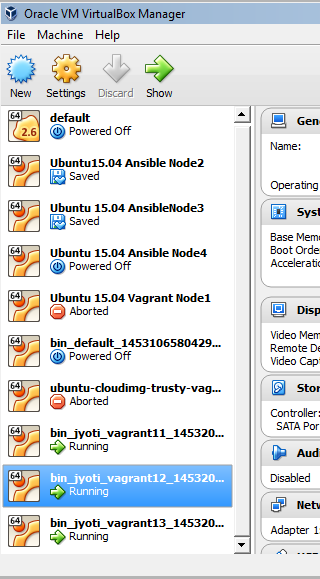 Oracle VM VirtualBox Manager
File Machine Help
New Settings Discard Show
64 2.6 default
Powered Off
64 Ubuntu15.04 Ansible Node2
Saved
64 Ubuntu 15.04 AnsibleNode3
Saved
64 Ubuntu 15.04 Ansible Node4
Powered Off
64 Ubuntu 15.04 Vagrant Node1
Aborted
64 bin_default_1453106580429...
Powered Off
64 ubuntu-cloudimg-trusty-vag...
Aborted
64 bin_jyoti_vagrant11_145320...
Running
64 bin_jyoti_vagrant12_145320...
Running
64 bin_jyoti_vagrant13_145320...
Running
Gene
Name:
Operating
Syst
Base Memo
Boot Orde
Acceleratio
Disp
Video Mem
Remote De
Video Capt
Stor
Controller:
SATA Por
Audi
Disabled
Netw
Adapter 1: